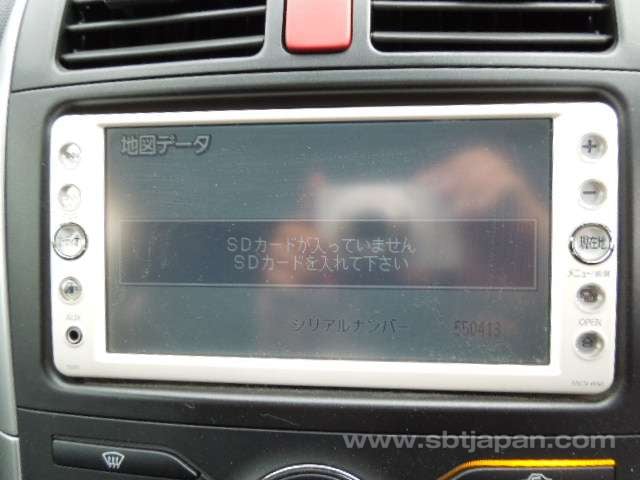 地図データ
SDカードが入っていません
SDカードを入れて下さい
シリアルナンバー 550413
+
−
現在地
メニュー
OPEN
AUX
www.sbtjapan.com